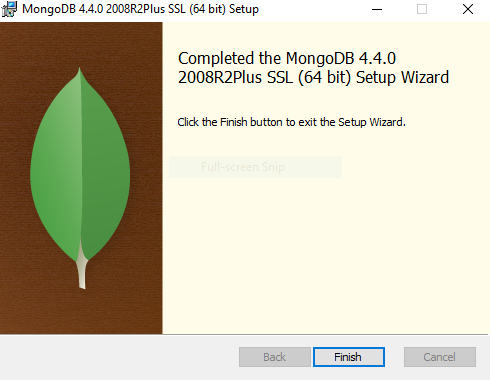 MongoDB 4.4.0 2008R2Plus SSL (64 bit) Setup
Completed the MongoDB 4.4.0
2008R2Plus SSL (64 bit) Setup Wizard
Click the Finish button to exit the Setup Wizard.
Full-screen Snip
Back Finish Cancel